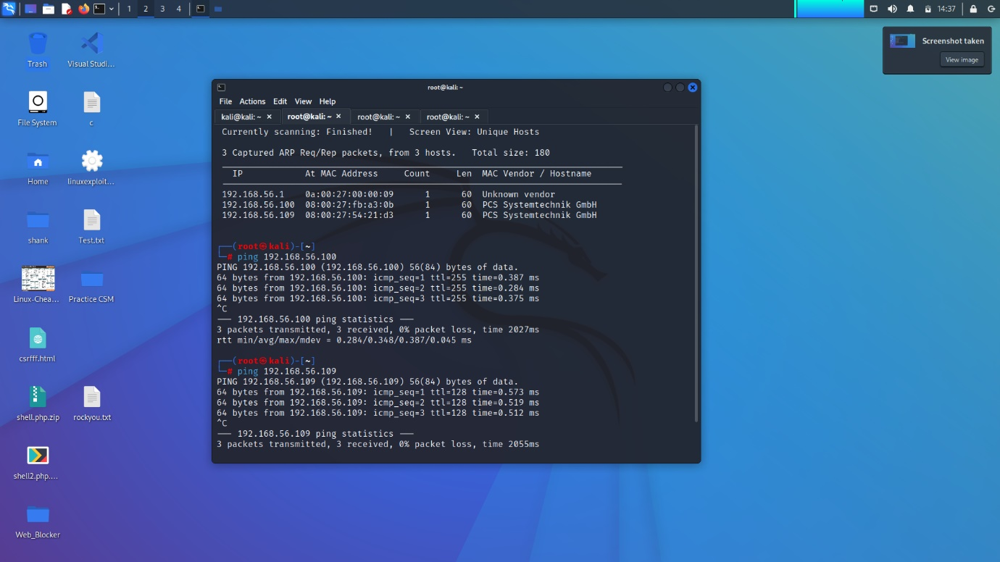 1 2 3 4
14:37
Screenshot taken
View image
Trash
Visual Studi...
File System
c
Home
linuxexploit...
shank
Test.txt
Linux-Chea...
Practice CSM
csrfff.html
shell.php.zip
rockyou.txt
shell2.php....
Web_Blocker
root@kali: ~
File Actions Edit View Help
kali@kali: ~ × root@kali: ~ × root@kali: ~ × root@kali: ~ ×
Currently scanning: Finished! | Screen View: Unique Hosts
3 Captured ARP Req/Rep packets, from 3 hosts. Total size: 180
IP At MAC Address Count Len MAC Vendor / Hostname
192.168.56.1 0a:00:27:00:00:09 1 60 Unknown vendor
192.168.56.100 08:00:27:fb:a3:0b 1 60 PCS Systemtechnik GmbH
192.168.56.109 08:00:27:54:21:d3 1 60 PCS Systemtechnik GmbH
┌──(root㉿kali)-[~]
└─# ping 192.168.56.100
PING 192.168.56.100 (192.168.56.100) 56(84) bytes of data.
64 bytes from 192.168.56.100: icmp_seq=1 ttl=255 time=0.387 ms
64 bytes from 192.168.56.100: icmp_seq=2 ttl=255 time=0.284 ms
64 bytes from 192.168.56.100: icmp_seq=3 ttl=255 time=0.375 ms
^C
--- 192.168.56.100 ping statistics ---
3 packets transmitted, 3 received, 0% packet loss, time 2027ms
rtt min/avg/max/mdev = 0.284/0.348/0.387/0.045 ms
┌──(root㉿kali)-[~]
└─# ping 192.168.56.109
PING 192.168.56.109 (192.168.56.109) 56(84) bytes of data.
64 bytes from 192.168.56.109: icmp_seq=1 ttl=128 time=0.573 ms
64 bytes from 192.168.56.109: icmp_seq=2 ttl=128 time=0.519 ms
64 bytes from 192.168.56.109: icmp_seq=3 ttl=128 time=0.512 ms
^C
--- 192.168.56.109 ping statistics ---
3 packets transmitted, 3 received, 0% packet loss, time 2055ms